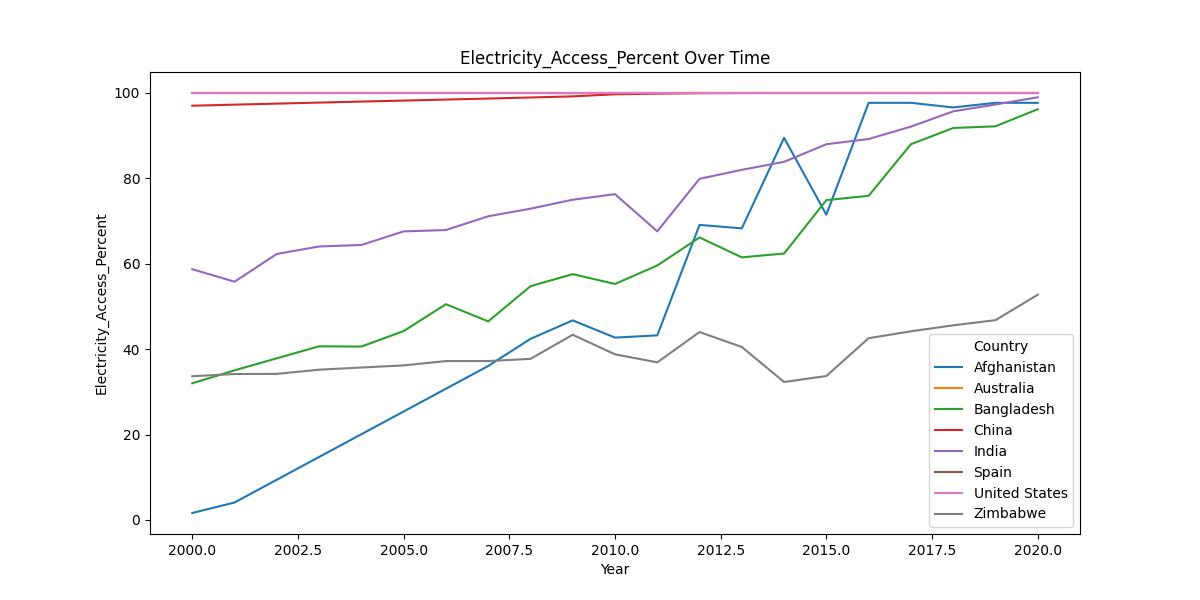 Electricity_Access_Percent Over Time
Electricity_Access_Percent
100
80
60
40
20
0
2000.0 2002.5 2005.0 2007.5 2010.0 2012.5 2015.0 2017.5 2020.0
Year
Country
Afghanistan
Australia
Bangladesh
China
India
Spain
United States
Zimbabwe